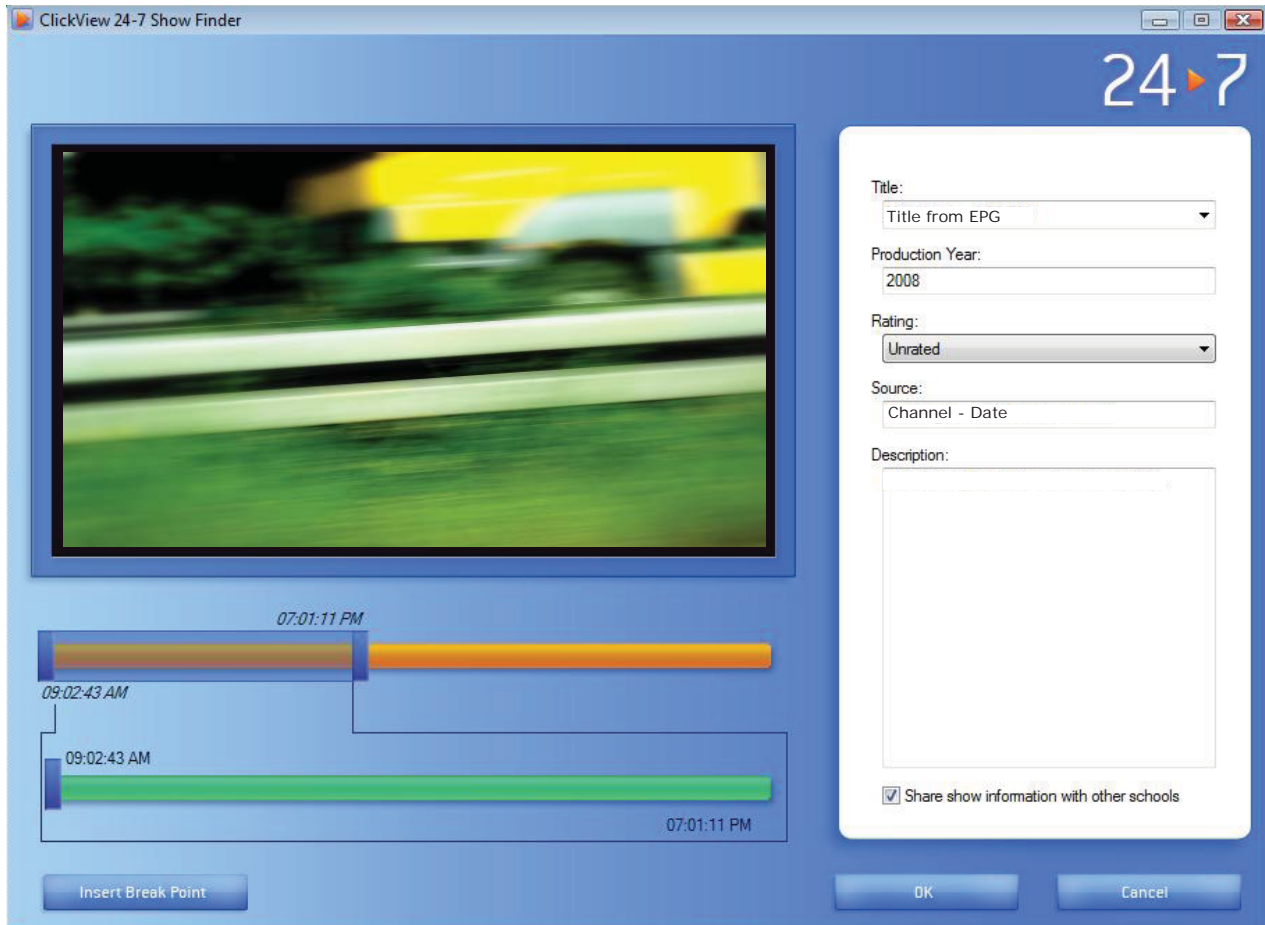 ClickView 24-7 Show Finder
24 7
Title:
Title from EPG
Production Year:
2008
Rating:
Unrated
Source:
Channel - Date
Description:
Share show information with other schools
07:01:11 PM
09:02:43 AM
09:02:43 AM
07:01:11 PM
Insert Break Point
OK
Cancel